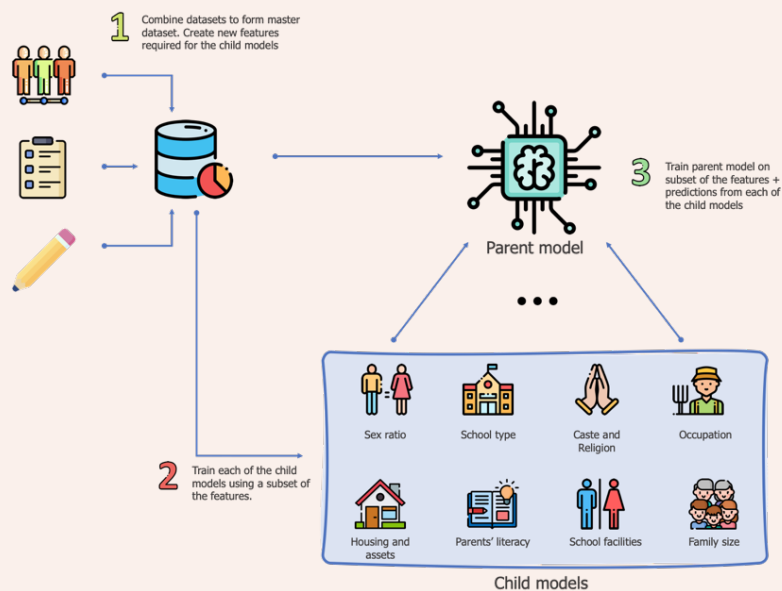 1
Combine datasets to form master
dataset. Create new features
required for the child models
3
Train parent model on
subset of the features +
predictions from each of
the child models
Parent model
Sex ratio
School type
Caste and
Religion
Occupation
2
Train each of the child
models using a subset of
the features.
Housing and
assets
Parents' literacy
School facilities
Family size
Child models